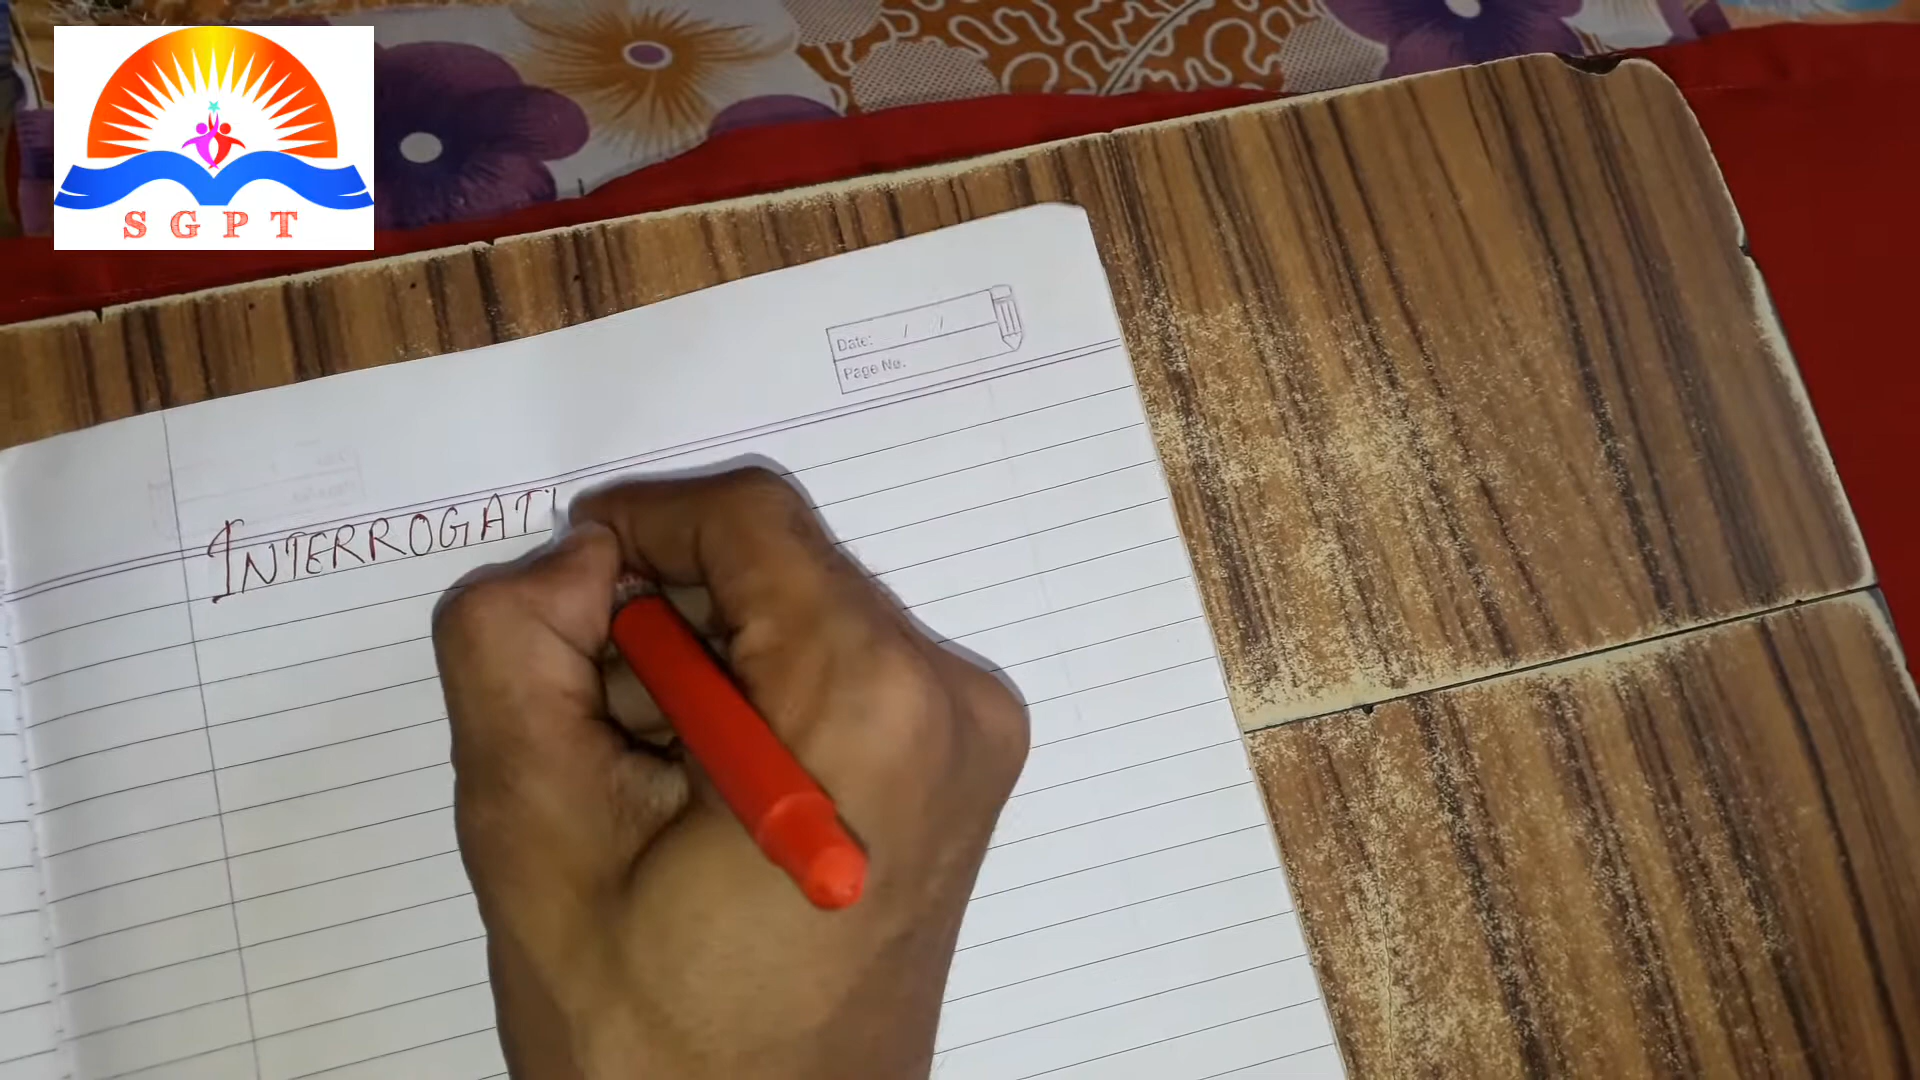 SGPT
Date: / /
Page No.
INTERROGATI